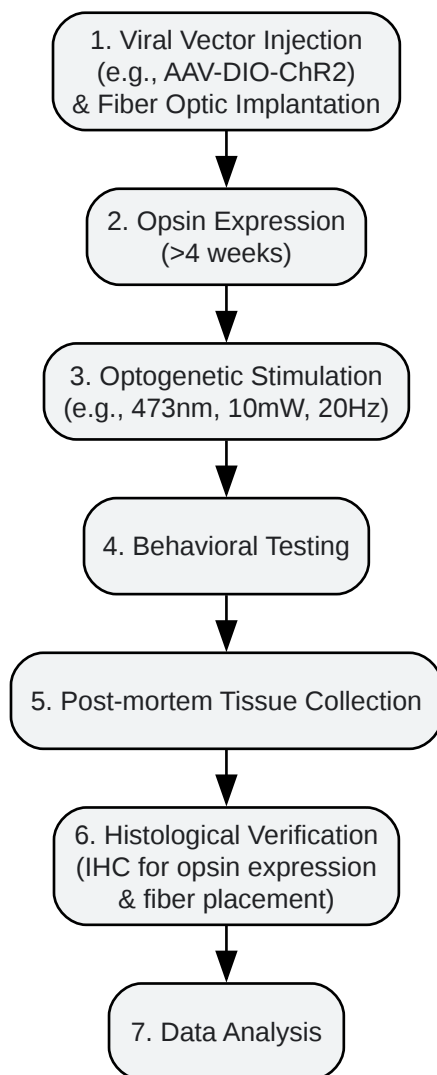 1. Viral Vector Injection
(e.g., AAV-DIO-ChR2)
& Fiber Optic Implantation
2. Opsin Expression
(>4 weeks)
3. Optogenetic Stimulation
(e.g., 473nm, 10mW, 20Hz)
4. Behavioral Testing
5. Post-mortem Tissue Collection
6. Histological Verification
(IHC for opsin expression
& fiber placement)
7. Data Analysis